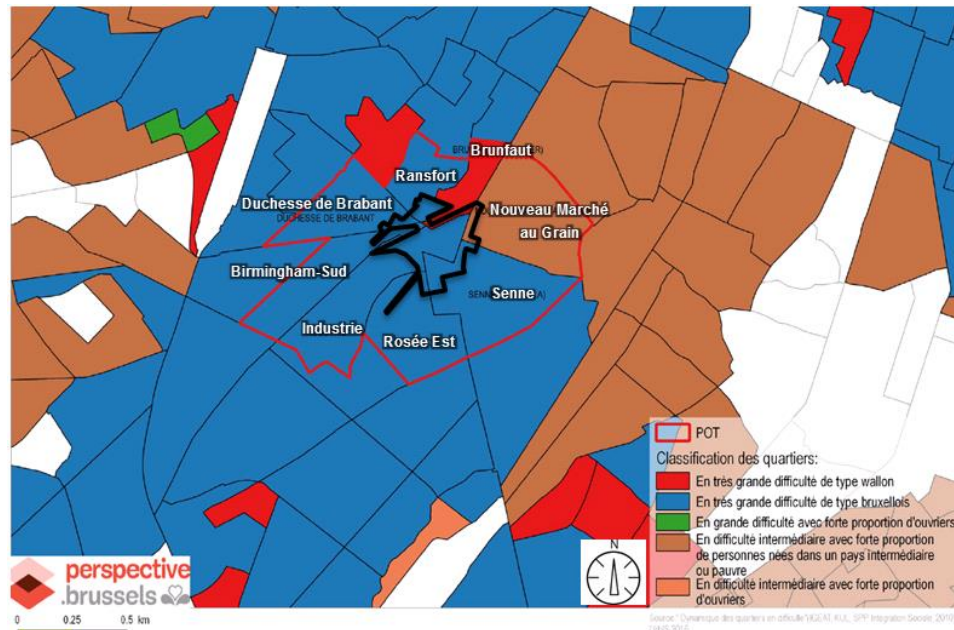 Brunfaut
Ransfort
Duchesse de Brabant
DUCHESSE DE BRABANT
Nouveau Marché
au Grain
Birmingham-Sud
Senne
Industrie
Rosée Est
POT
Classification des quartiers:
En très grande difficulté de type wallon
En très grande difficulté de type bruxellois
En grande difficulté avec forte proportion d'ouvriers
En difficulté intermédiaire avec forte proportion
de personnes nées dans un pays intermédiaire
ou pauvre
En difficulté intermédiaire avec forte proportion
d'ouvriers
N
perspective
.brussels
0 0.25 0.5 km